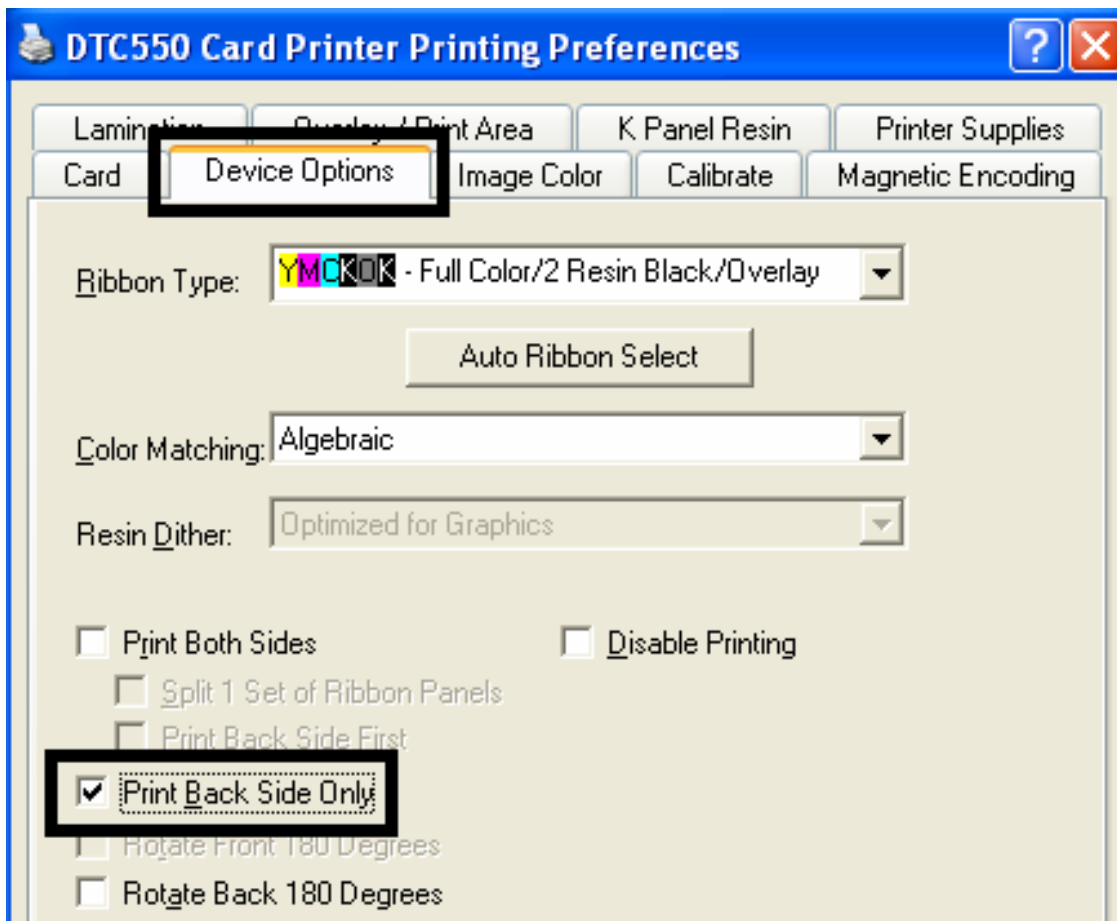 DTC550 Card Printer Printing Preferences
Lamination Overlay / Print Area K Panel Resin Printer Supplies
Card Device Options Image Color Calibrate Magnetic Encoding
Ribbon Type: YMCKOK - Full Color/2 Resin Black/Overlay
Auto Ribbon Select
Color Matching: Algebraic
Resin Dither: Optimized for Graphics
Print Both Sides Disable Printing
Split 1 Set of Ribbon Panels
Print Back Side First
Print Back Side Only
Rotate Front 180 Degrees
Rotate Back 180 Degrees